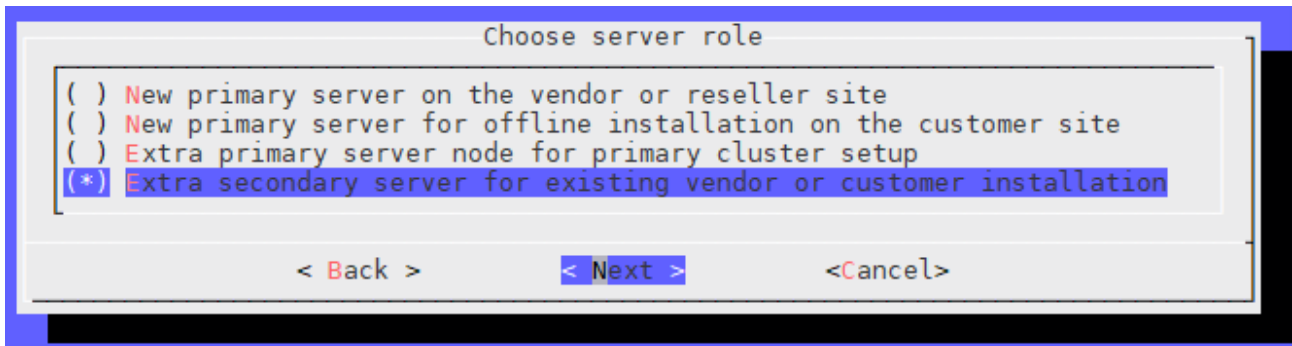 Choose server role
( ) New primary server on the vendor or reseller site
( ) New primary server for offline installation on the customer site
( ) Extra primary server node for primary cluster setup
(*) Extra secondary server for existing vendor or customer installation
< Back > < Next > <Cancel>